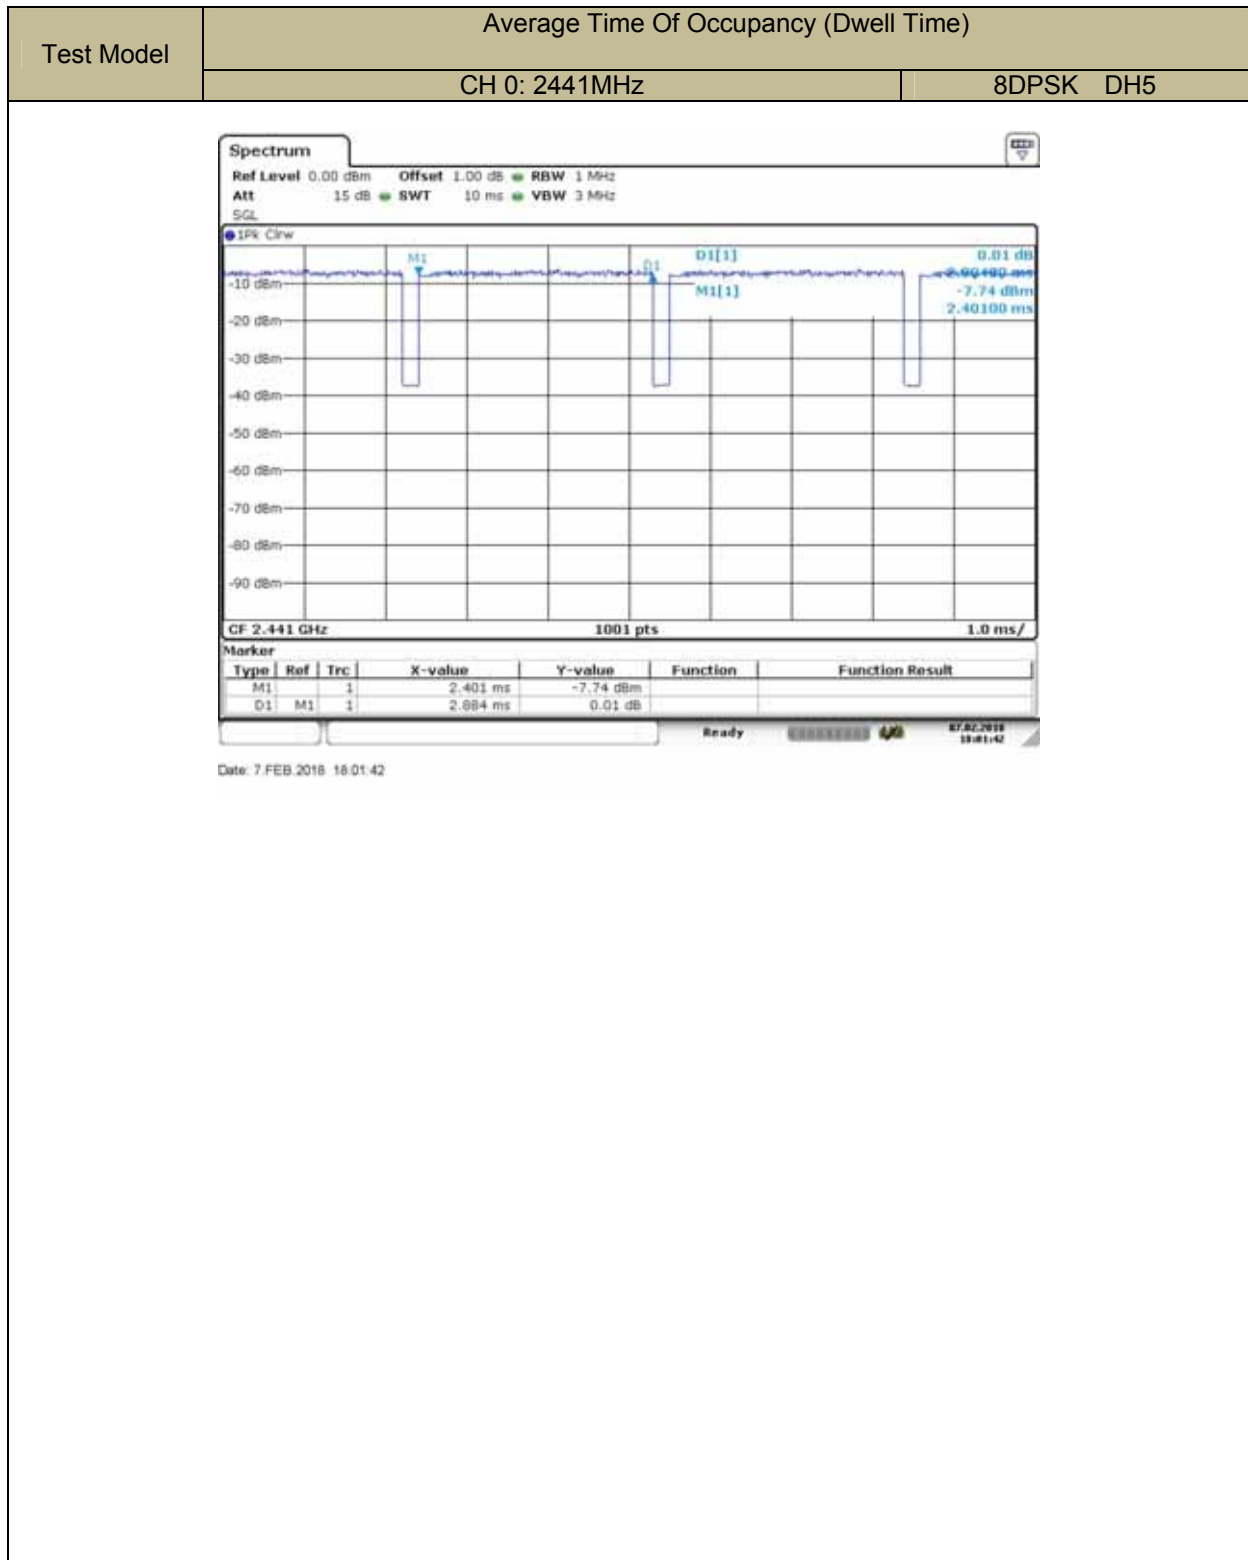 Test Model
Average Time Of Occupancy (Dwell Time)
CH 0: 2441MHz 8DPSK DH5
Spectrum
Ref Level 0.00 dBm Offset 1.00 dB RBW 1 MHz
Att 15 dB SWT 10 ms VBW 3 MHz
SGL
1Pk Clrw
M1
D1
D1[1] 0.01 dB
M1[1] -7.74 dBm
2.40100 ms
-10 dBm
-20 dBm
-30 dBm
-40 dBm
-50 dBm
-60 dBm
-70 dBm
-80 dBm
-90 dBm
CF 2.441 GHz 1001 pts 1.0 ms/
Marker
Type Ref Trc X-value Y-value Function Function Result
M1 1 2.401 ms -7.74 dBm
D1 M1 1 2.884 ms 0.01 dB
Ready 07.02.2018
18:01:42
Date: 7.FEB.2018 18:01:42